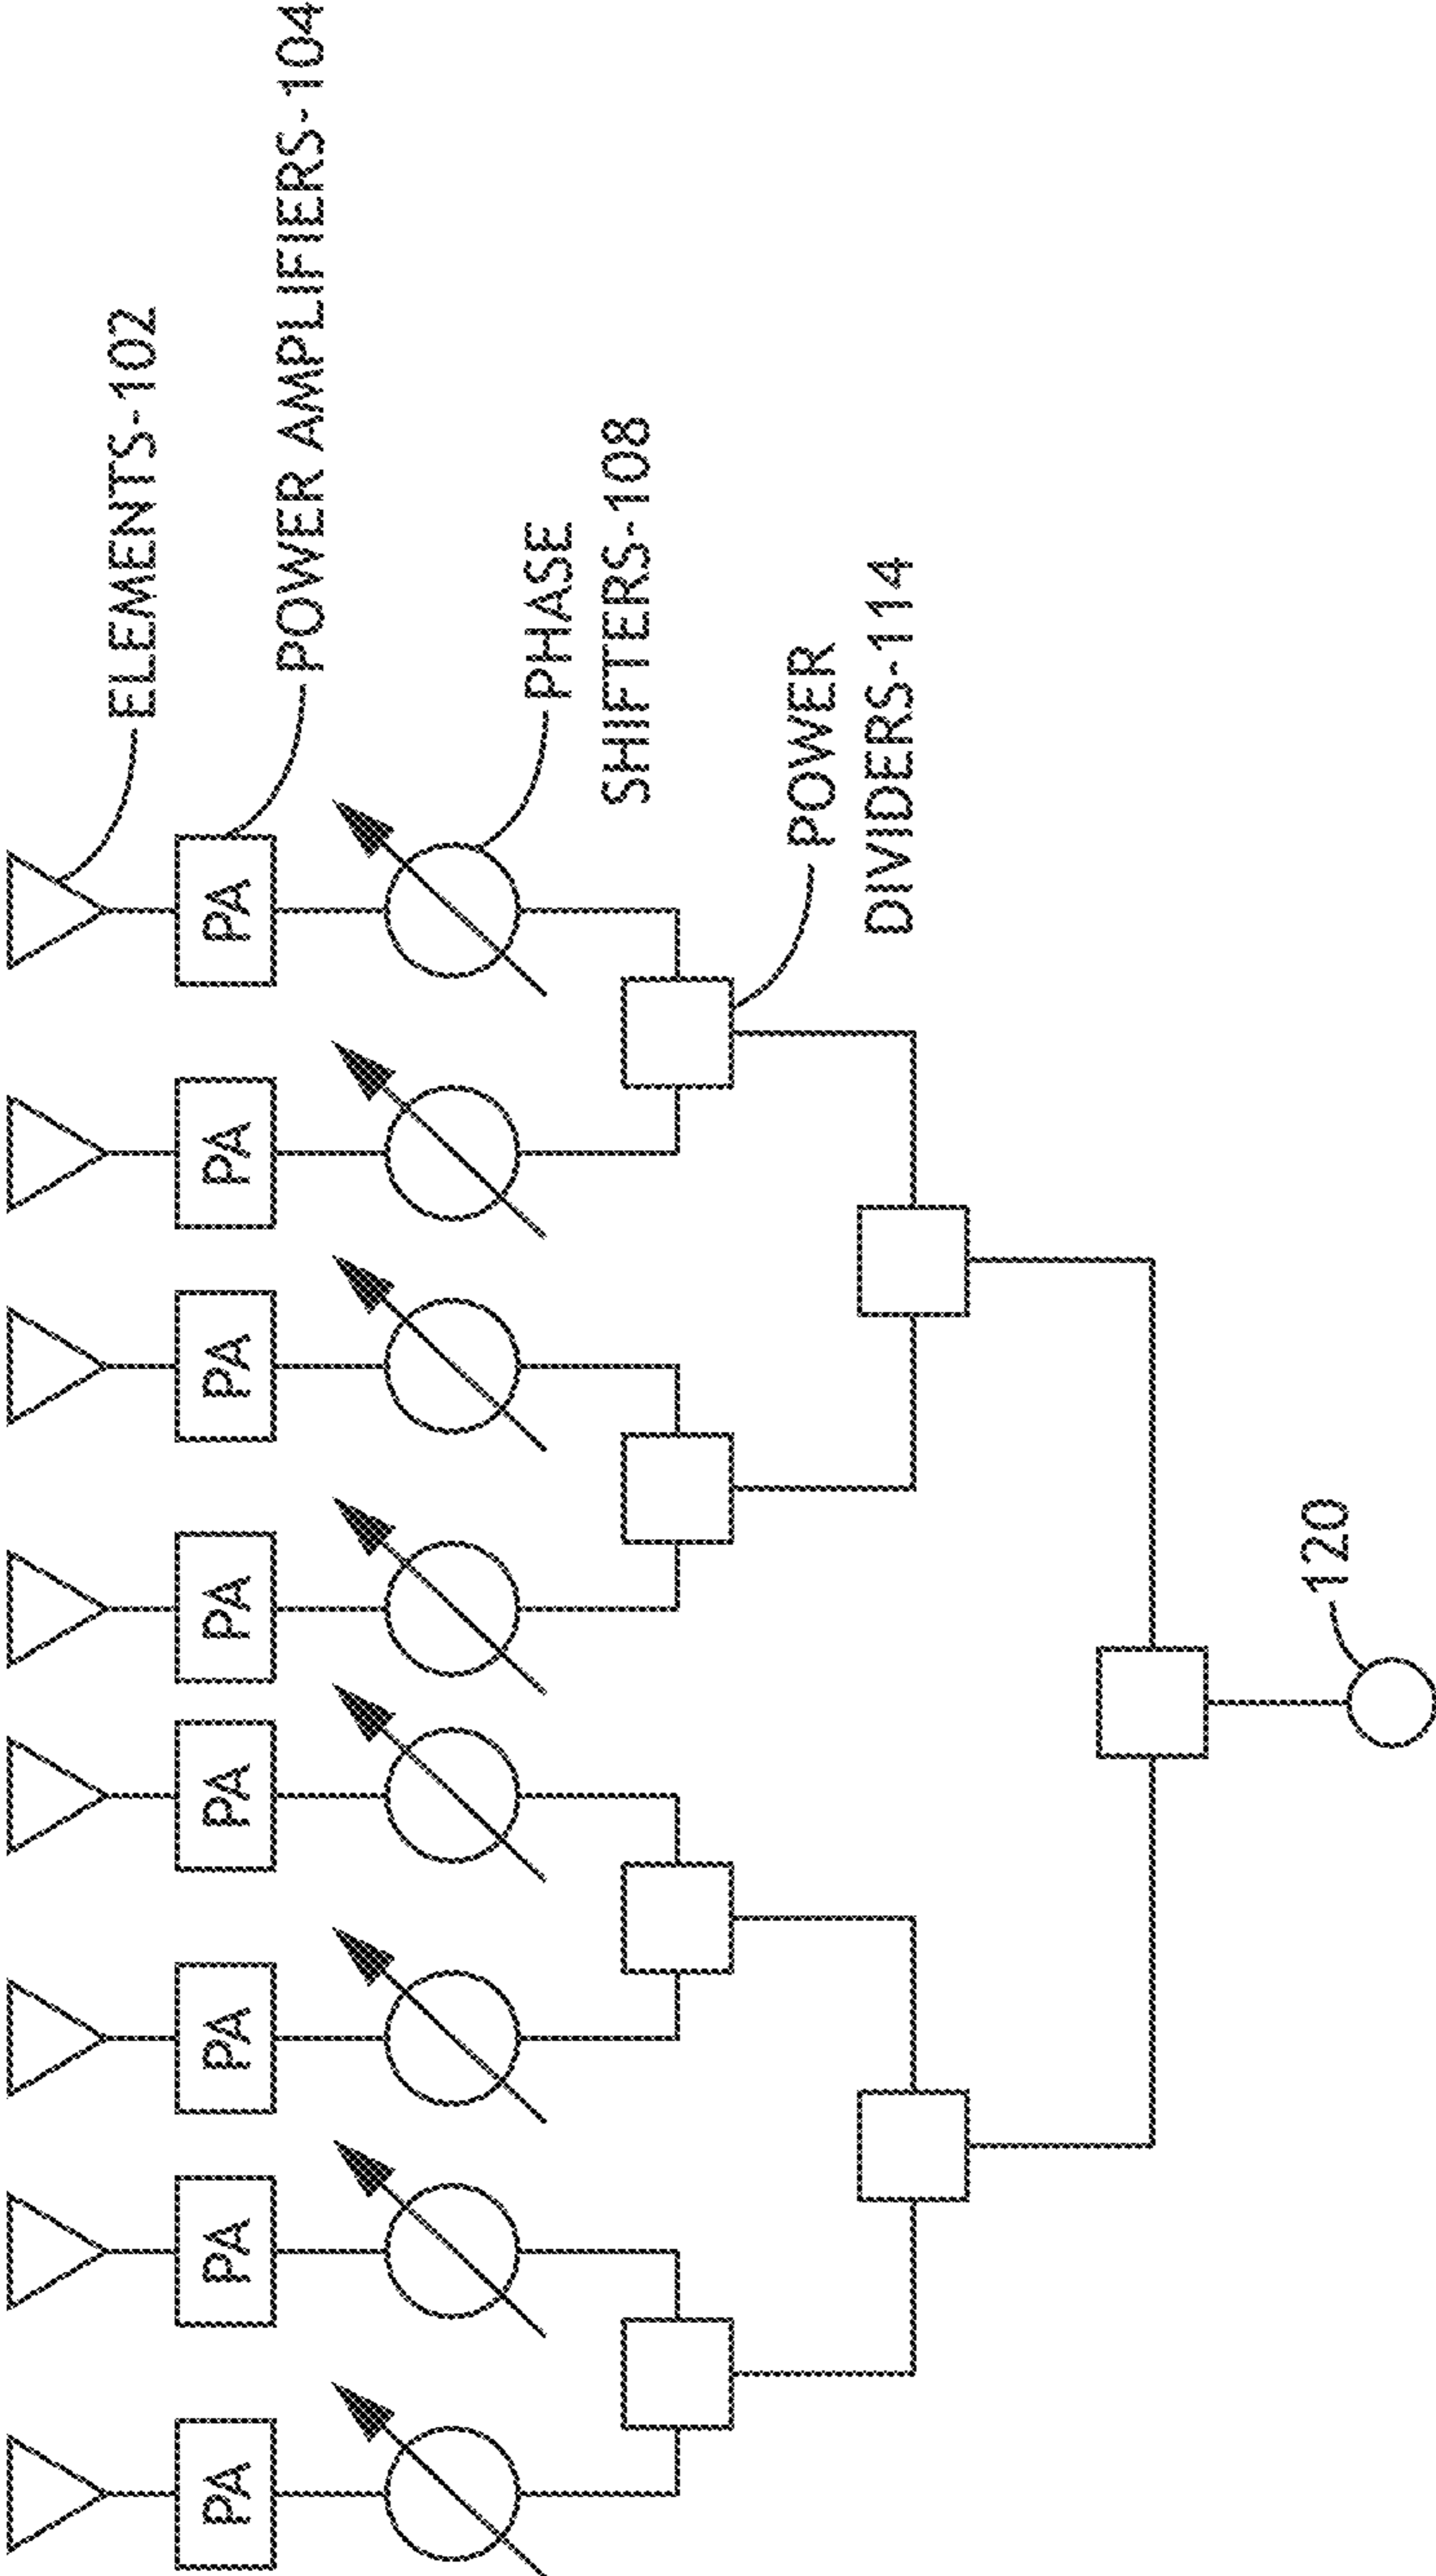 ELEMENTS-102
POWER AMPLIFIERS-104
PHASE
SHIFTERS-108
POWER
DIVIDERS-114
PA
PA
PA
PA
PA
PA
PA
PA
120